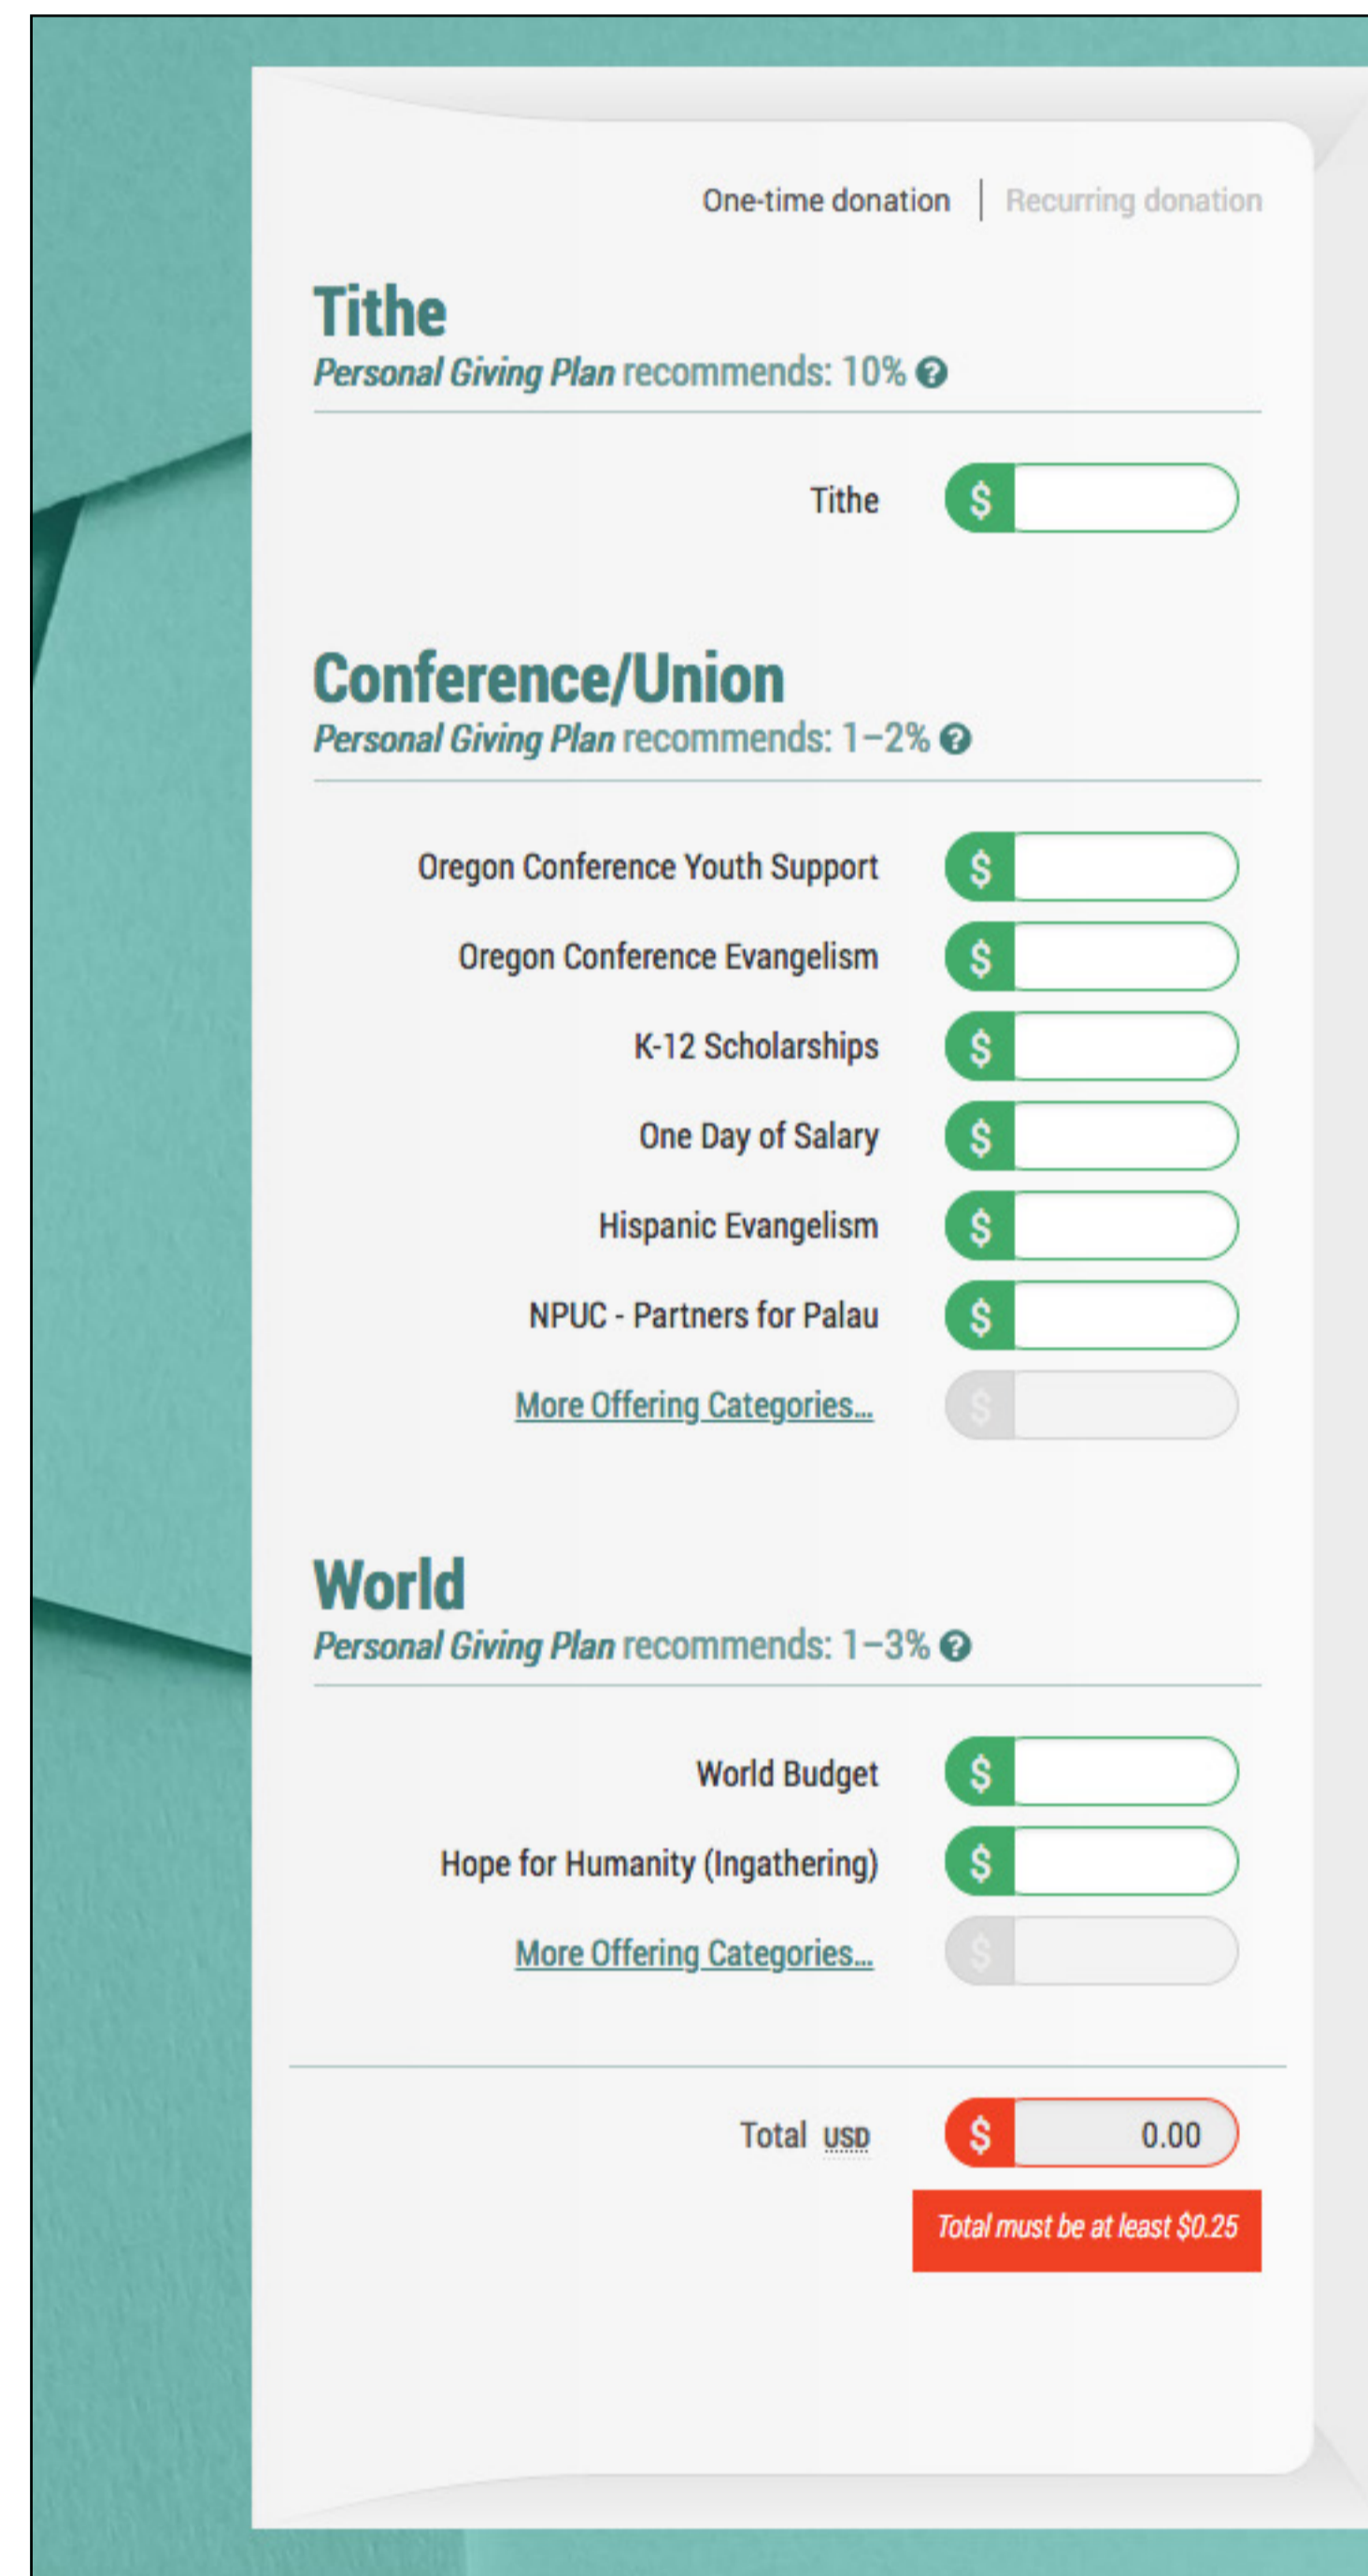 One-time donation | Recurring donation
Tithe
Personal Giving Plan recommends: 10% ?
Tithe $
Conference/Union
Personal Giving Plan recommends: 1–2% ?
Oregon Conference Youth Support $
Oregon Conference Evangelism $
K-12 Scholarships $
One Day of Salary $
Hispanic Evangelism $
NPUC - Partners for Palau $
More Offering Categories... $
World
Personal Giving Plan recommends: 1–3% ?
World Budget $
Hope for Humanity (Ingathering) $
More Offering Categories... $
Total USD $ 0.00
Total must be at least $0.25